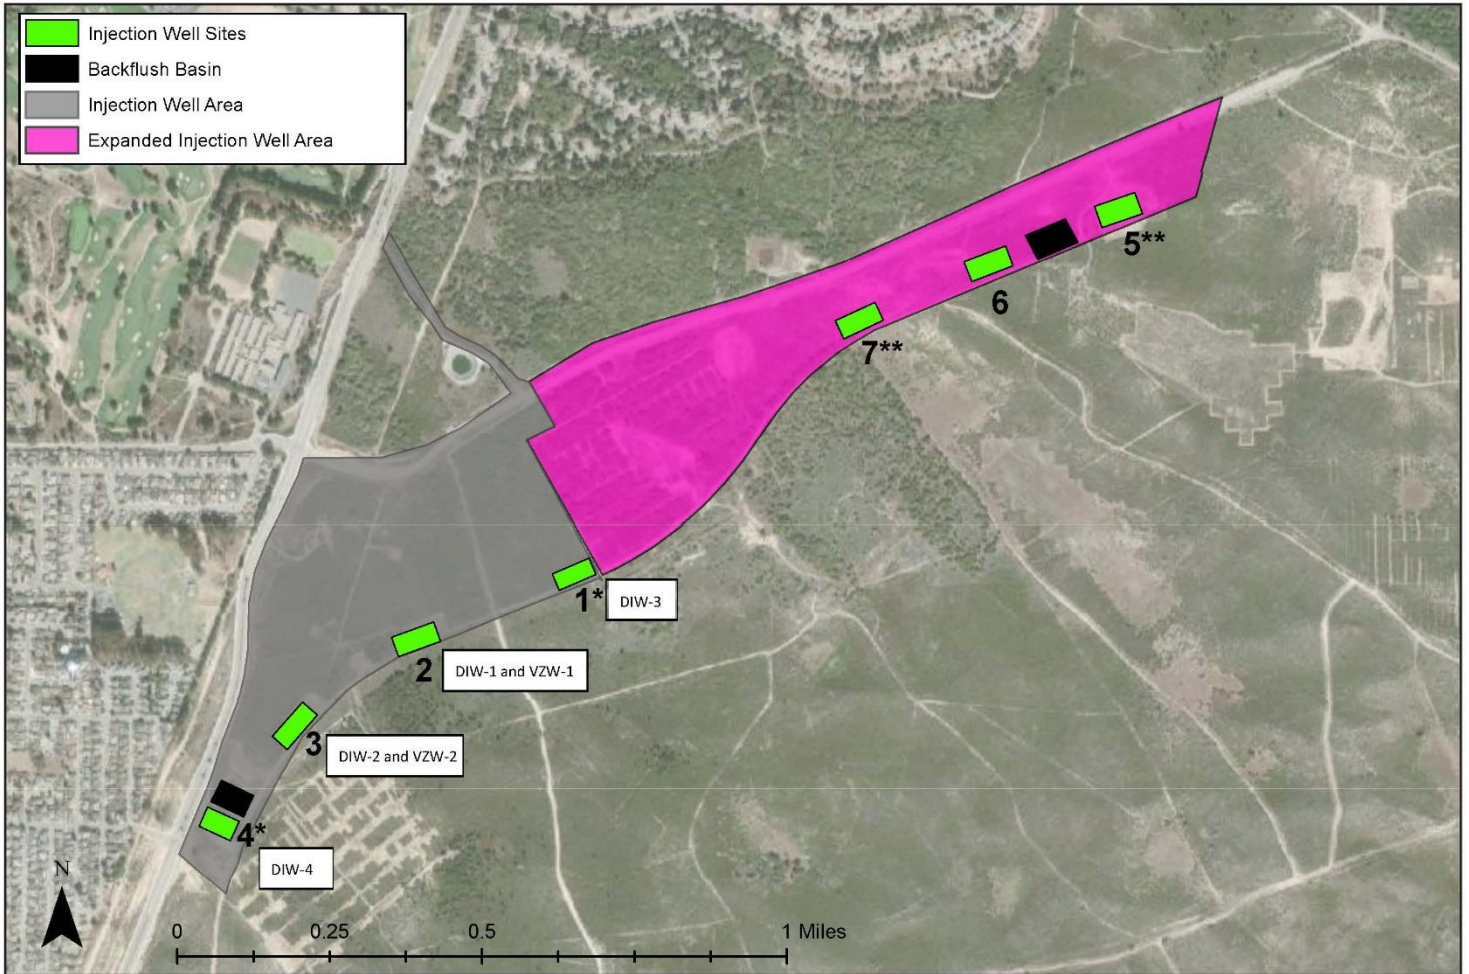 Injection Well Sites
Backflush Basin
Injection Well Area
Expanded Injection Well Area
5**
6
7**
1*
DIW-3
2
DIW-1 and VZW-1
3
DIW-2 and VZW-2
4*
DIW-4
N
0 0.25 0.5 1 Miles